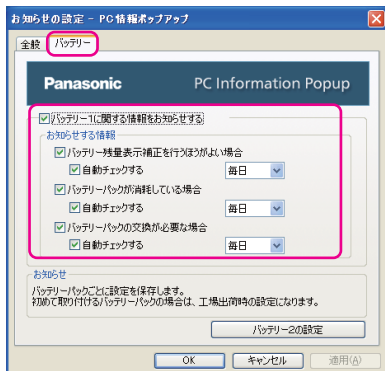 お知らせの設定 - PC情報ポップアップ
全般 バッテリー
Panasonic PC Information Popup
バッテリー1に関する情報をお知らせする
お知らせする情報
バッテリー残量表示補正を行うほうがよい場合
自動チェックする 毎日
バッテリーパックが消耗している場合
自動チェックする 毎日
バッテリーパックの交換が必要な場合
自動チェックする 毎日
お知らせ
バッテリーパックごとに設定を保存します。
初めて取り付けるバッテリーパックの場合は、工場出荷時の設定になります。
バッテリー2の設定
OK キャンセル 適用(A)